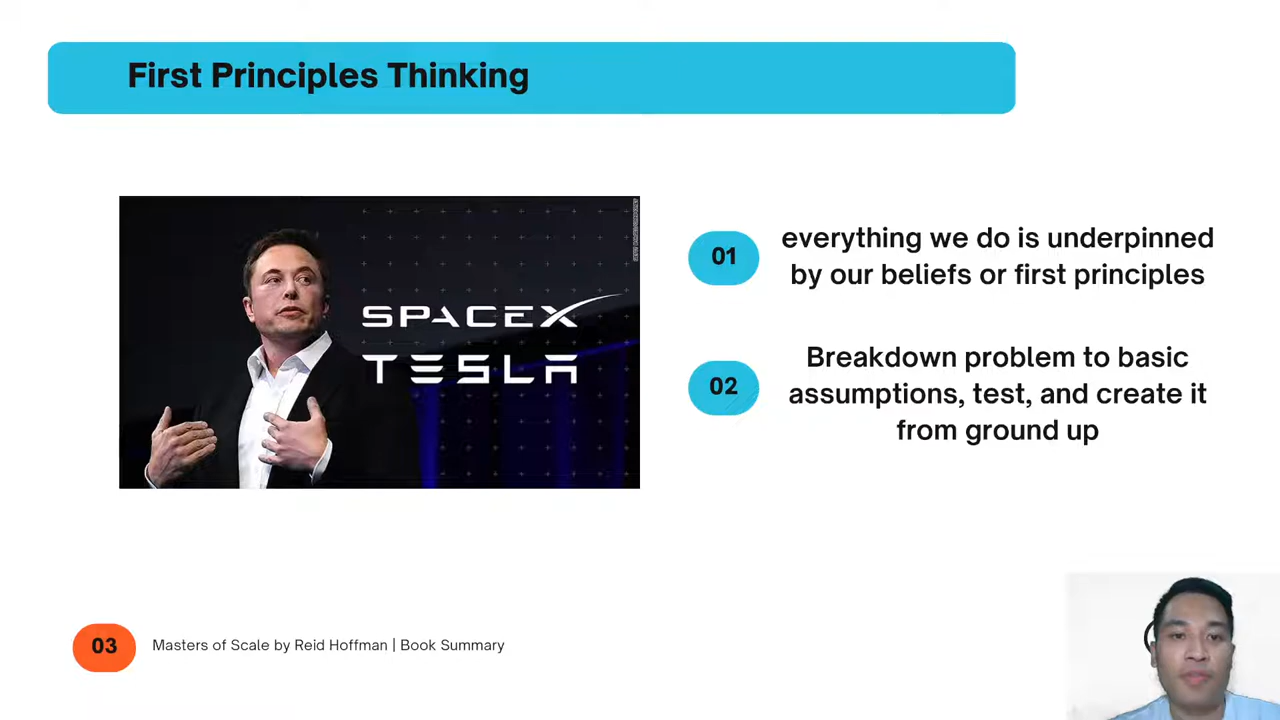 First Principles Thinking
SPACEX
TESLA
01
everything we do is underpinned
by our beliefs or first principles
02
Breakdown problem to basic
assumptions, test, and create it
from ground up
03
Masters of Scale by Reid Hoffman | Book Summary